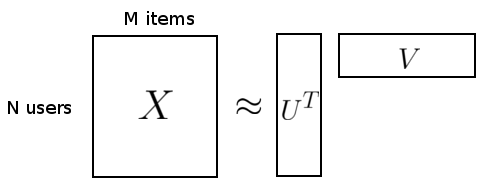 M items
N users
X
≈
U^T
V